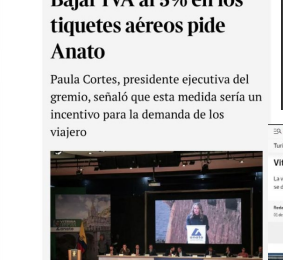 Bajar IVA al 5% en los
tiquetes aéreos pide
Anato
Paula Cortes, presidente ejecutiva del
gremio, señaló que esta medida sería un
incentivo para la demanda de los
viajero